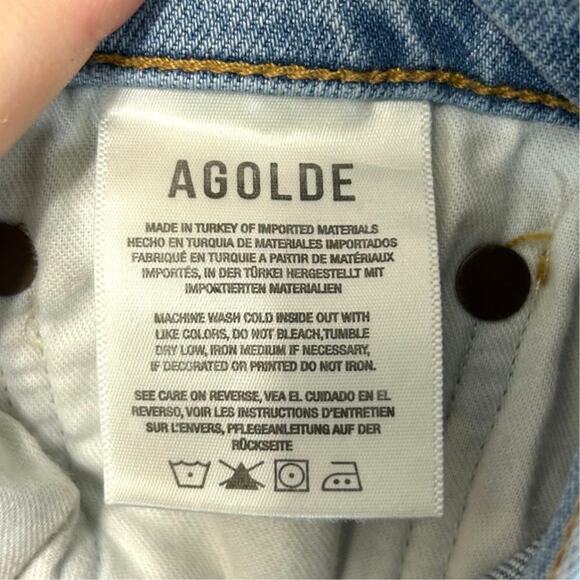 AGOLDE
MADE IN TURKEY OF IMPORTED MATERIALS
HECHO EN TURQUIA DE MATERIALES IMPORTADOS
FABRIQUÉ EN TURQUIE A PARTIR DE MATÉRIAUX
IMPORTÉS, IN DER TÜRKEI HERGESTELLT MIT
IMPORTIERTEN MATERIALIEN
MACHINE WASH COLD INSIDE OUT WITH
LIKE COLORS, DO NOT BLEACH,TUMBLE
DRY LOW, IRON MEDIUM IF NECESSARY,
IF DECORATED OR PRINTED DO NOT IRON.
SEE CARE ON REVERSE, VEA EL CUIDADO EN EL
REVERSO, VOIR LES INSTRUCTIONS D'ENTRETIEN
SUR L'ENVERS, PFLEGEANLEITUNG AUF DER
RÜCKSEITE